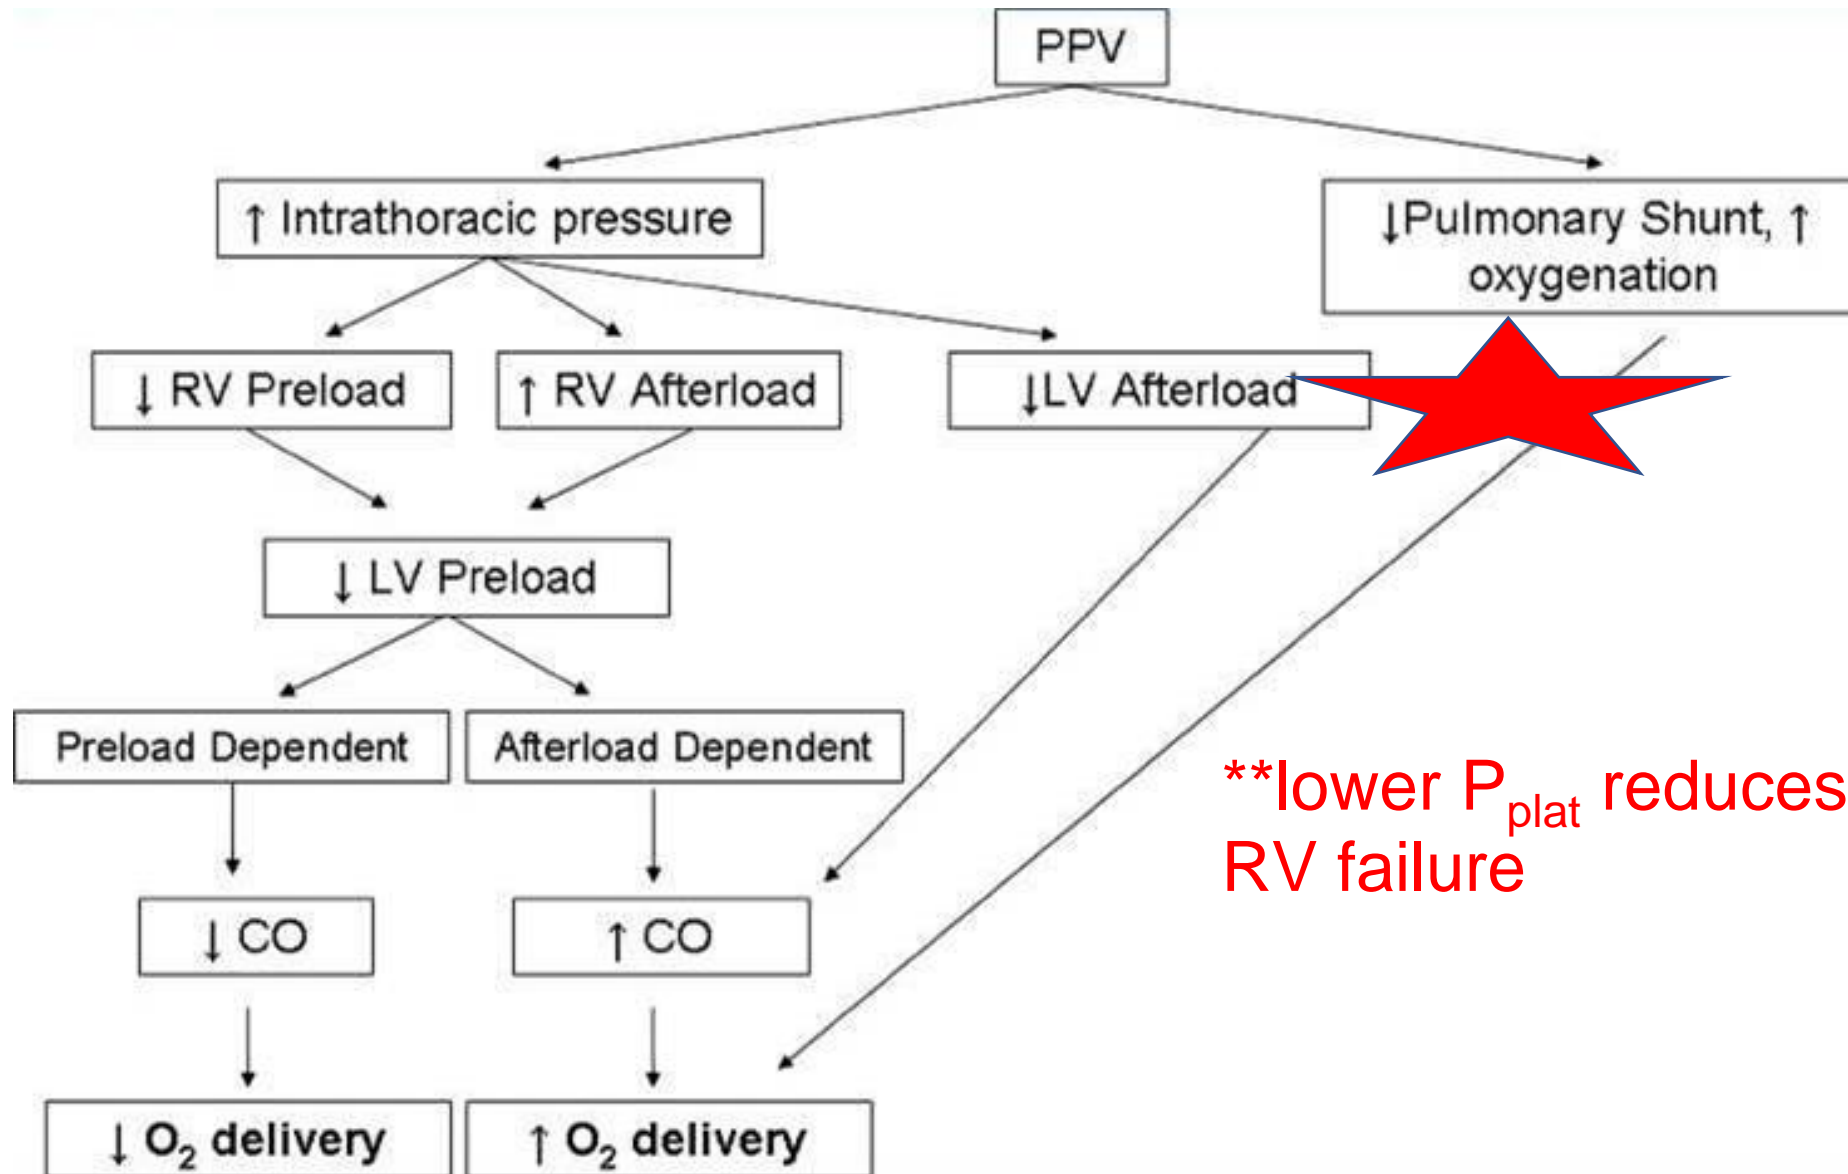 PPV
↑ Intrathoracic pressure
↓Pulmonary Shunt, ↑
oxygenation
↓ RV Preload
↑ RV Afterload
↓LV Afterload
↓ LV Preload
Preload Dependent
Afterload Dependent
**lower Pplat reduces
RV failure
↓ CO
↑ CO
↓ O₂ delivery
↑ O₂ delivery